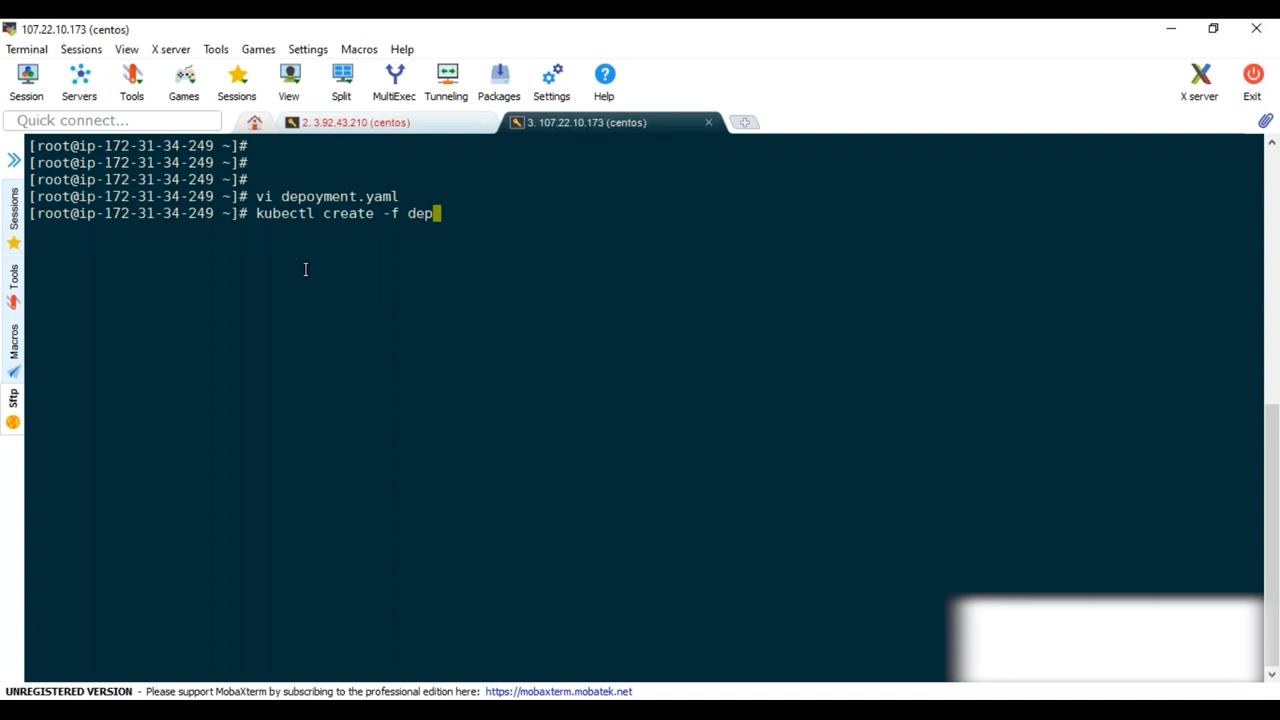 107.22.10.173 (centos)
Terminal Sessions View X server Tools Games Settings Macros Help
Session Servers Tools Games Sessions View Split MultiExec Tunneling Packages Settings Help X server Exit
Quick connect... 2. 3.92.43.210 (centos) 3. 107.22.10.173 (centos)
[root@ip-172-31-34-249 ~]#
[root@ip-172-31-34-249 ~]#
[root@ip-172-31-34-249 ~]#
[root@ip-172-31-34-249 ~]# vi depoyment.yaml
[root@ip-172-31-34-249 ~]# kubectl create -f dep
Sessions
Tools
Macros
Sftp
UNREGISTERED VERSION - Please support MobaXterm by subscribing to the professional edition here: https://mobaxterm.mobatek.net